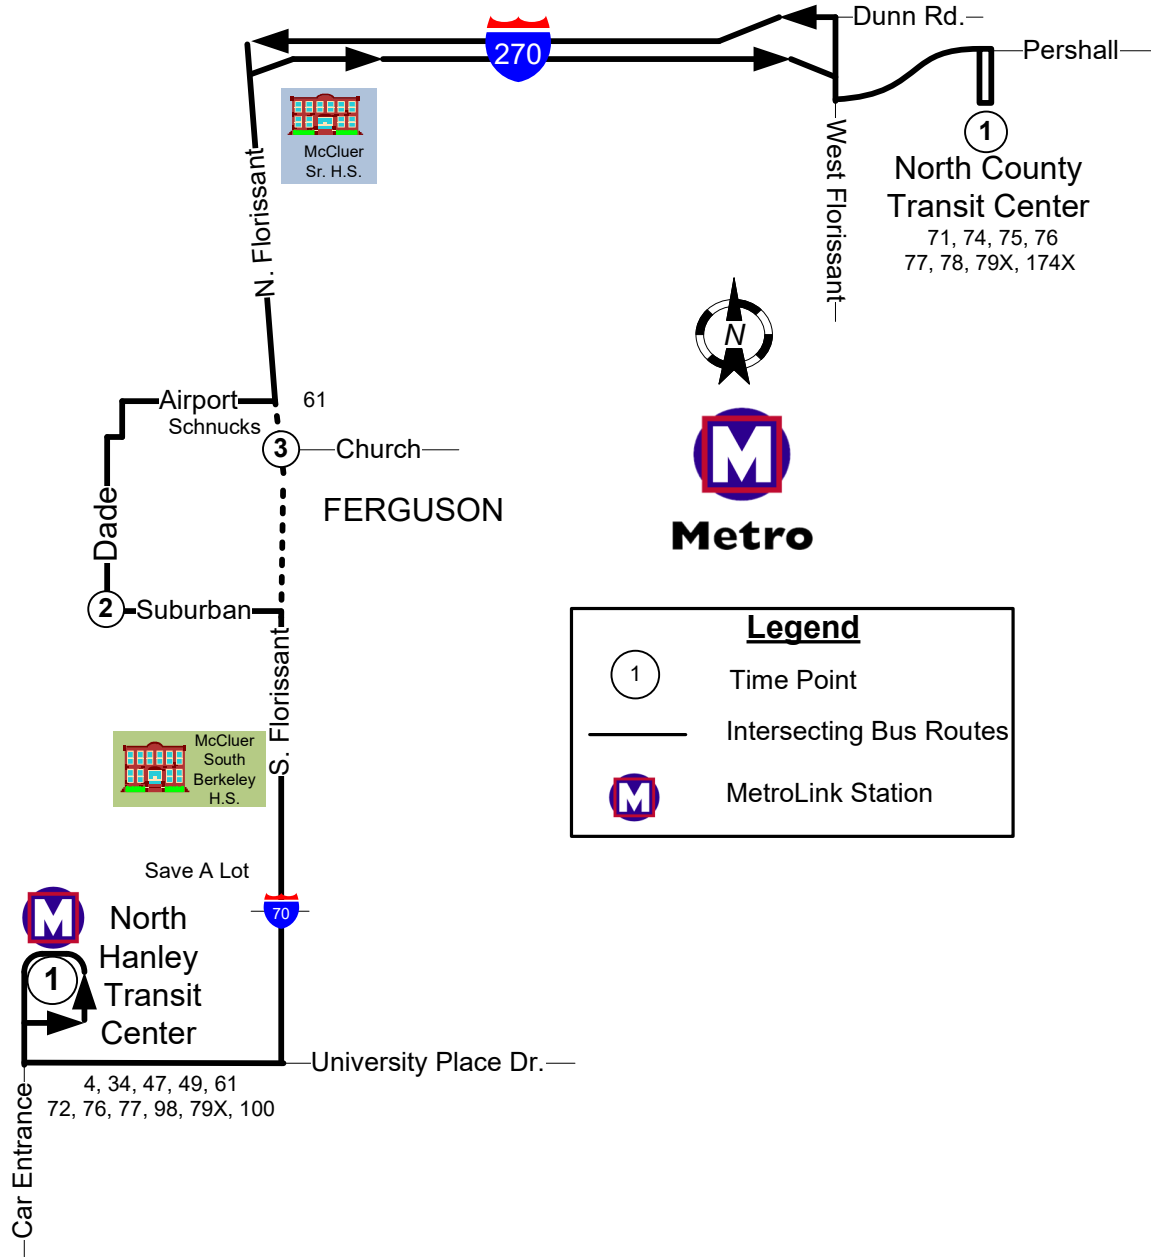 Dunn Rd.
270
Pershall
1
McCluer
Sr. H.S.
North County
Transit Center
71, 74, 75, 76
77, 78, 79X, 174X
West Florissant
N. Florissant
N
Airport
61
Schnucks
3
Church
M
Metro
FERGUSON
Dade
2
Suburban
Legend
1
Time Point
Intersecting Bus Routes
M
MetroLink Station
S. Florissant
McCluer
South
Berkeley
H.S.
Save A Lot
70
M
North
Hanley
Transit
Center
1
University Place Dr.
4, 34, 47, 49, 61
72, 76, 77, 98, 79X, 100
Car Entrance